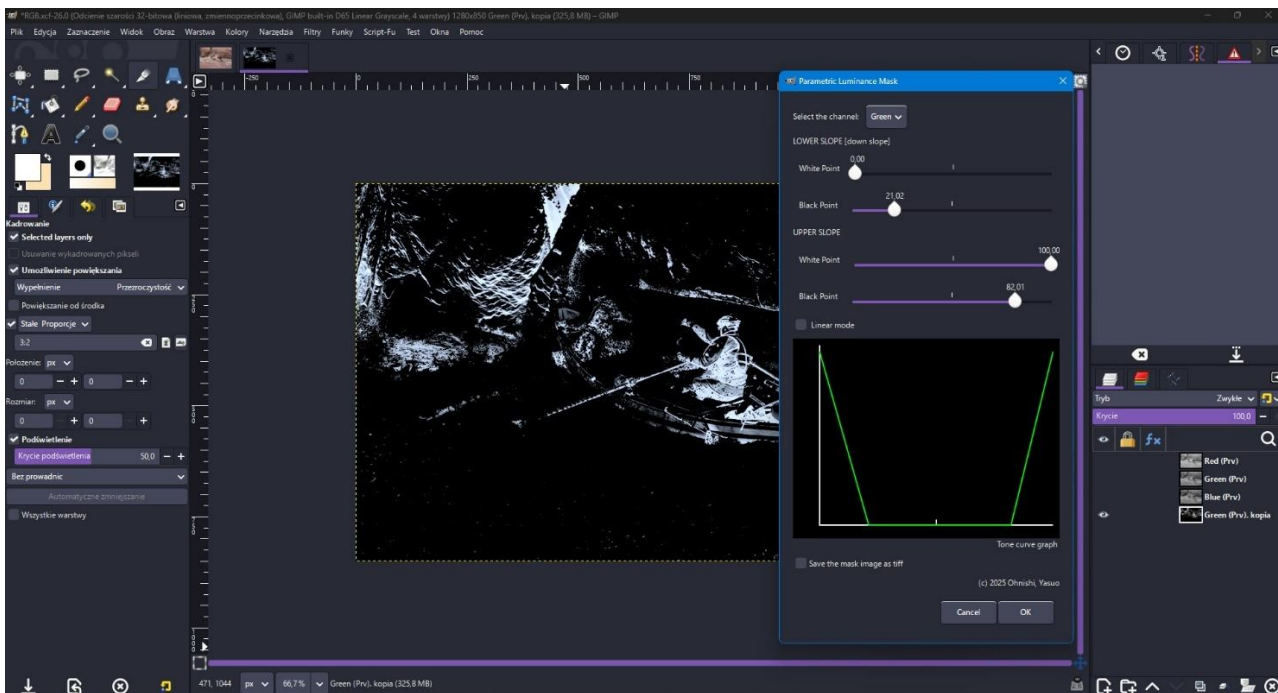 *RGB.xcf-26.0 (Odcienie szarości 32-bitowa (liniowa, zmiennoprzecinkowa), GIMP built-in D65 Linear Grayscale, 4 warstwy) 1280x850 Green (Prv). kopia (325,8 MB) – GIMP
Plik Edycja Zaznaczenie Widok Obraz Warstwa Kolory Narzędzia Filtry Funky Script-Fu Test Okna Pomoc
-250 0 250 500 750
Kadrowanie
Selected layers only
Usuwanie wykadrowanych pikseli
Umożliwienie powiększania
Wypełnienie Przezroczystość
Powiększanie od środka
Stałe Proporcje
3:2
Położenie: px
0 0
Rozmiar: px
0 0
Podświetlenie
Krycie podświetlenia 50,0
Bez prowadnic
Automatyczne zmniejszanie
Wszystkie warstwy
Parametric Luminance Mask
Select the channel: Green
LOWER SLOPE [down slope]
White Point 0,00
Black Point 21,02
UPPER SLOPE
White Point 100,00
Black Point 82,01
Linear mode
Tone curve graph
Save the mask image as tiff
(c) 2025 Ohnishi, Yasuo
Cancel OK
Tryb Zwykłe
Krycie 100,0
fx
Red (Prv)
Green (Prv)
Blue (Prv)
Green (Prv). kopia
471, 1044 px 66,7% Green (Prv). kopia (325,8 MB)